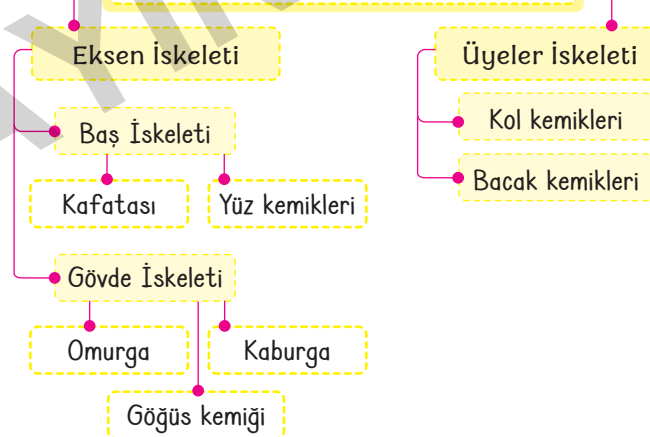 Eksen İskeleti
Üyeler İskeleti
Baş İskeleti
Kol kemikleri
Kafatası
Yüz kemikleri
Bacak kemikleri
Gövde İskeleti
Omurga
Kaburga
Göğüs kemiği